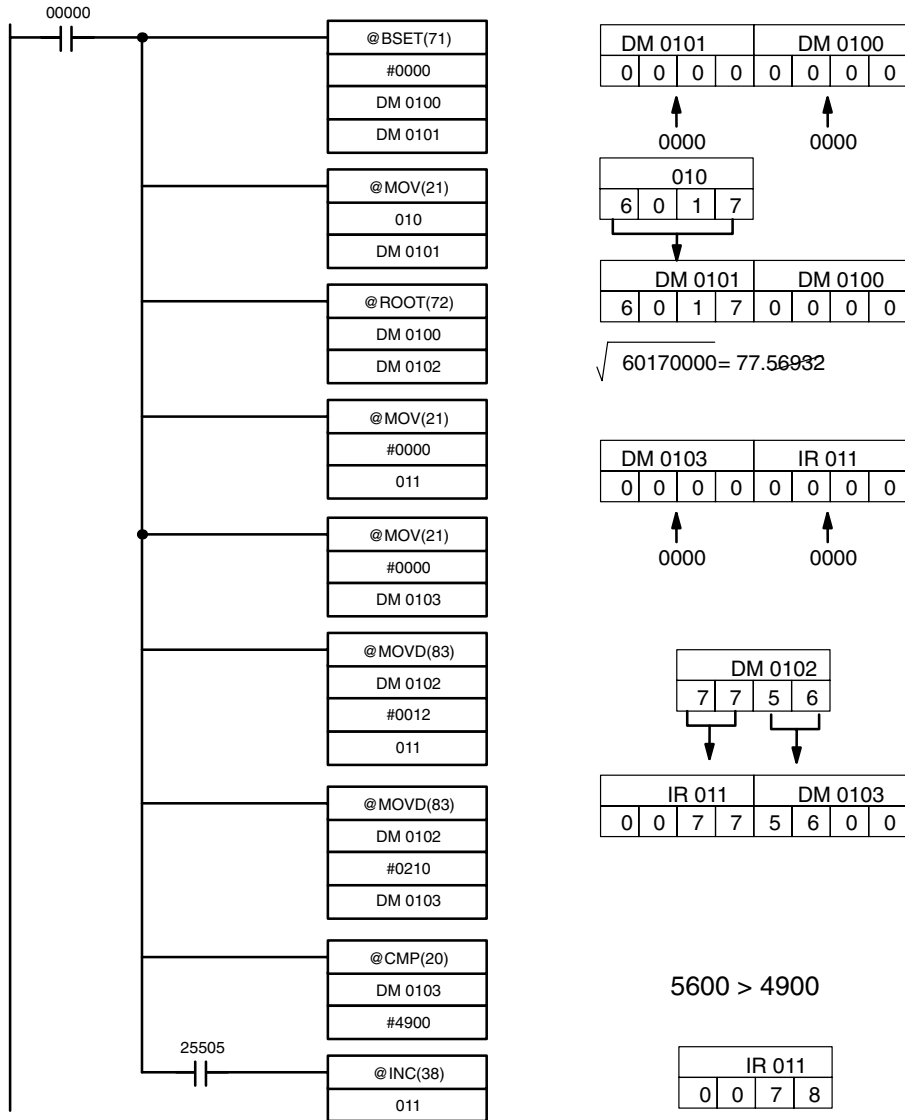 00000
@BSET(71)
#0000
DM 0100
DM 0101
DM 0101 DM 0100
0 0 0 0 0 0 0 0
0000 0000
@MOV(21)
010
DM 0101
010
6 0 1 7
@ROOT(72)
DM 0100
DM 0102
DM 0101 DM 0100
6 0 1 7 0 0 0 0
√60170000= 77.56932
@MOV(21)
#0000
011
DM 0103 IR 011
0 0 0 0 0 0 0 0
0000 0000
@MOV(21)
#0000
DM 0103
@MOVD(83)
DM 0102
#0012
011
DM 0102
7 7 5 6
@MOVD(83)
DM 0102
#0210
DM 0103
IR 011 DM 0103
0 0 7 7 5 6 0 0
@CMP(20)
DM 0103
#4900
5600 > 4900
25505
@INC(38)
011
IR 011
0 0 7 8